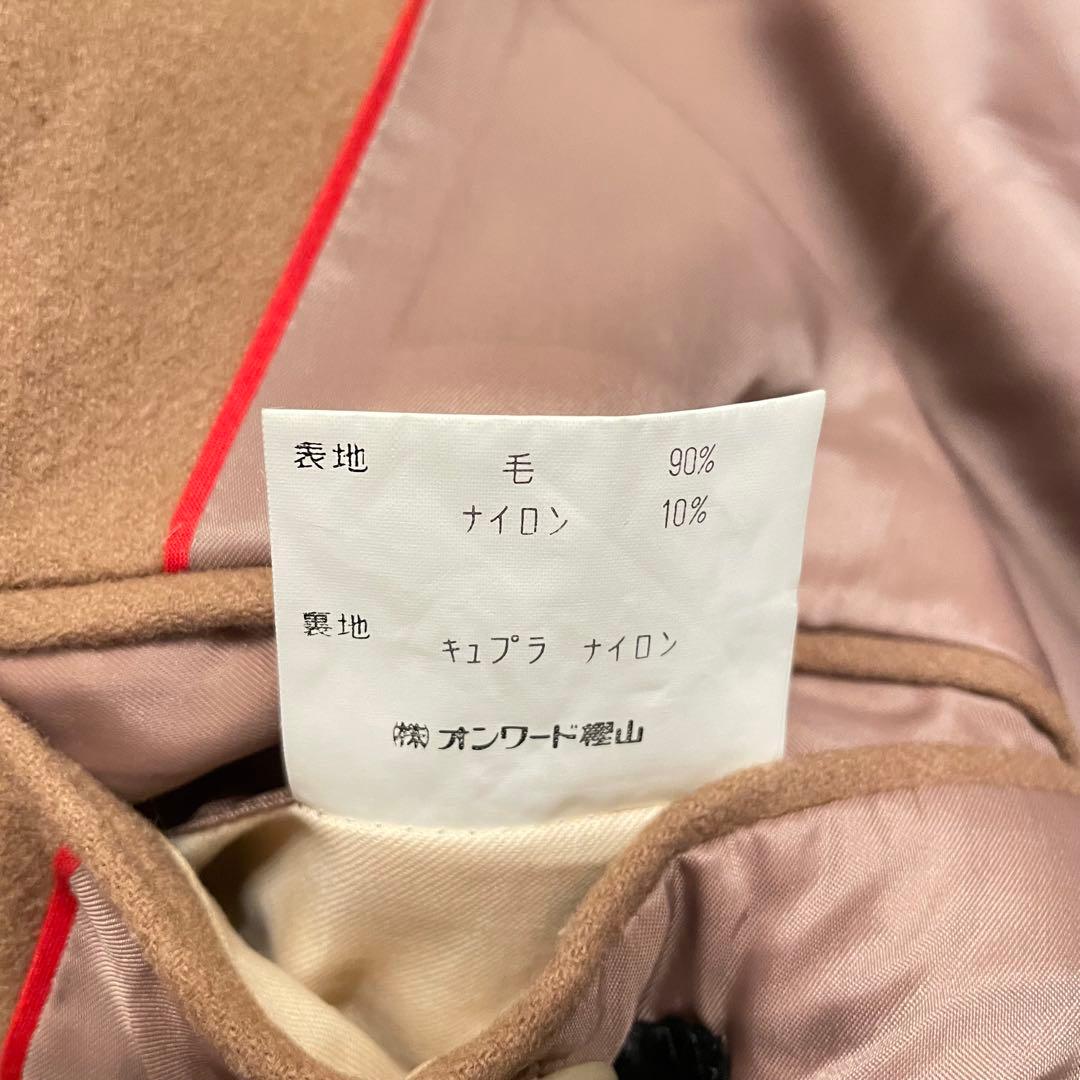 表地 毛 90%
ナイロン 10%
裏地 キュプラ ナイロン
㈱オンワード樫山